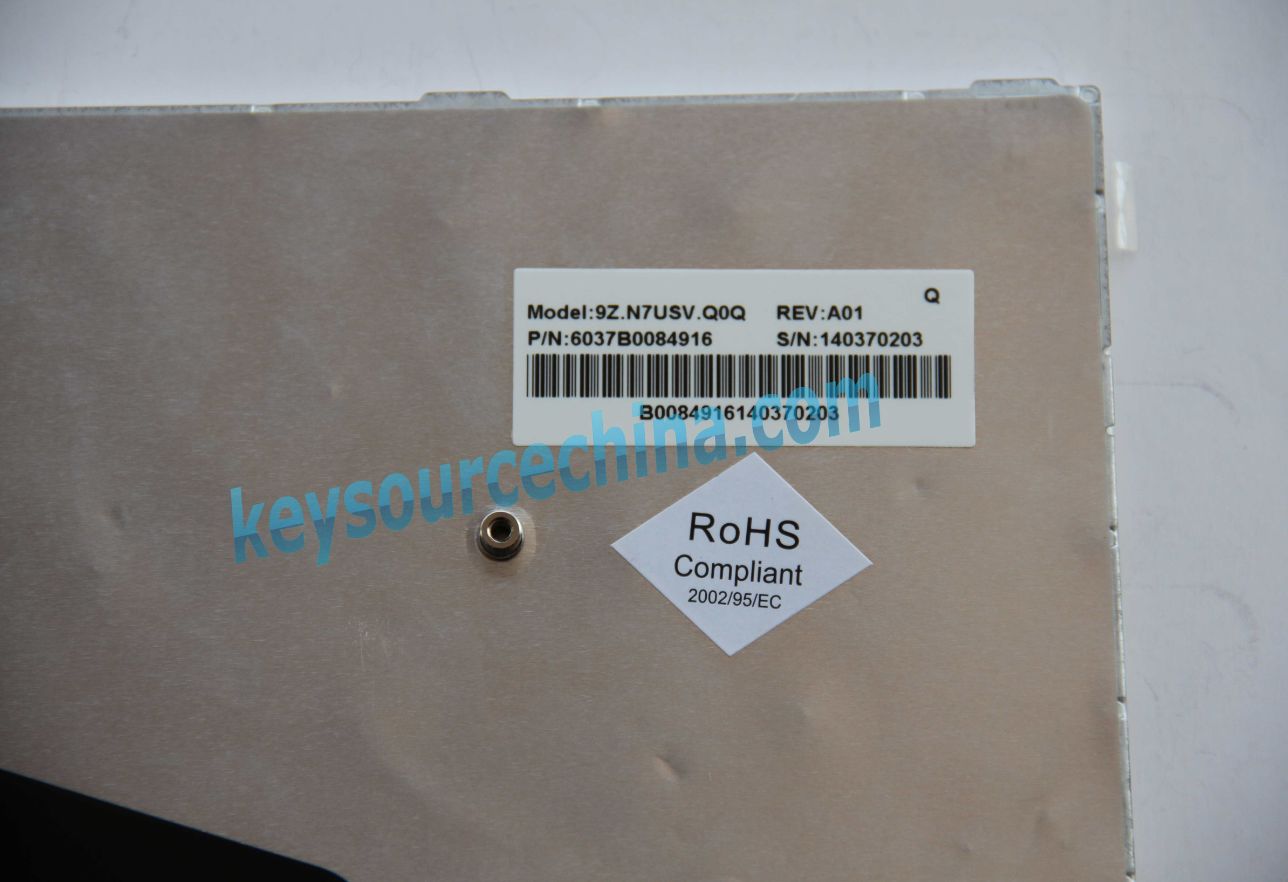 Q
Model:9Z.N7USV.Q0Q REV:A01
P/N:6037B0084916 S/N:140370203
B0084916140370203
keysourcechina.com
RoHS
Compliant
2002/95/EC